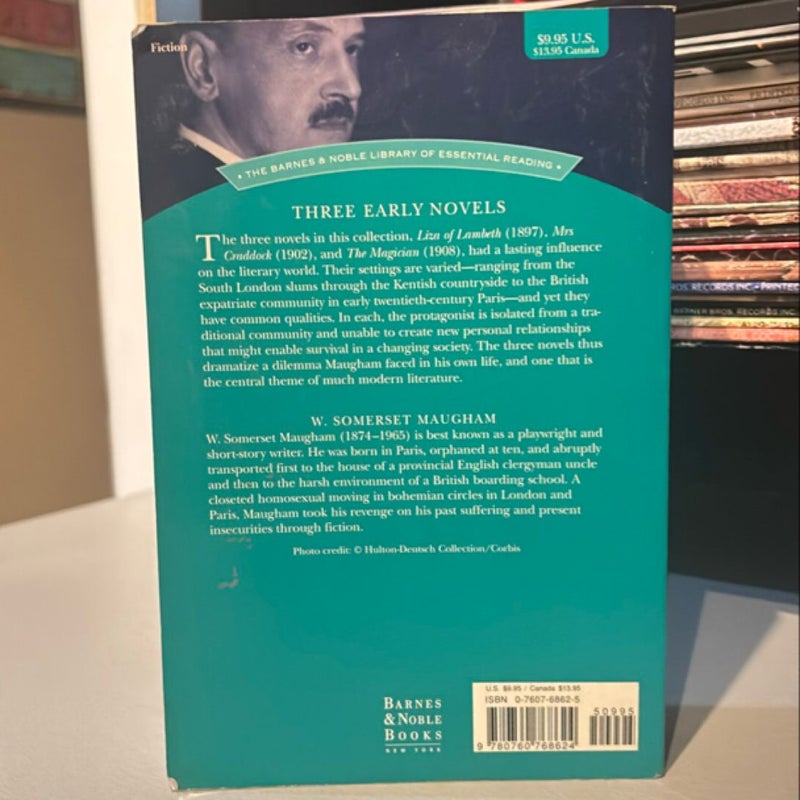 Fiction
$9.95 U.S.
$13.95 Canada
• THE BARNES & NOBLE LIBRARY OF ESSENTIAL READING •
THREE EARLY NOVELS
The three novels in this collection, Liza of Lambeth (1897), Mrs
Craddock (1902), and The Magician (1908), had a lasting influence
on the literary world. Their settings are varied—ranging from the
South London slums through the Kentish countryside to the British
expatriate community in early twentieth-century Paris—and yet they
have common qualities. In each, the protagonist is isolated from a tra-
ditional community and unable to create new personal relationships
that might enable survival in a changing society. The three novels thus
dramatize a dilemma Maugham faced in his own life, and one that is
the central theme of much modern literature.
W. SOMERSET MAUGHAM
W. Somerset Maugham (1874–1965) is best known as a playwright and
short-story writer. He was born in Paris, orphaned at ten, and abruptly
transported first to the house of a provincial English clergyman uncle
and then to the harsh environment of a British boarding school. A
closeted homosexual moving in bohemian circles in London and
Paris, Maugham took his revenge on his past suffering and present
insecurities through fiction.
Photo credit: © Hulton-Deutsch Collection/Corbis
BARNES
& NOBLE
BOOKS
NEW YORK
U.S. $9.95 / Canada $13.95
ISBN 0-7607-6862-5
50995
9 780760 768624
RECORDS INC. • PRINTED
WARNER BROS. RECORDS INC.